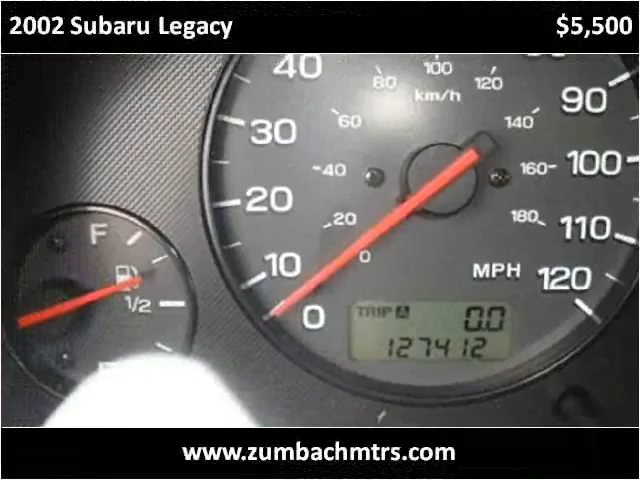 2002 Subaru Legacy $5,500
40 80 100 120
km/h 90
30 60 140
40 160 100
20 20 180 110
F 0
10 MPH 120
1/2 0 TRIP A 0.0
127412
www.zumbachmtrs.com